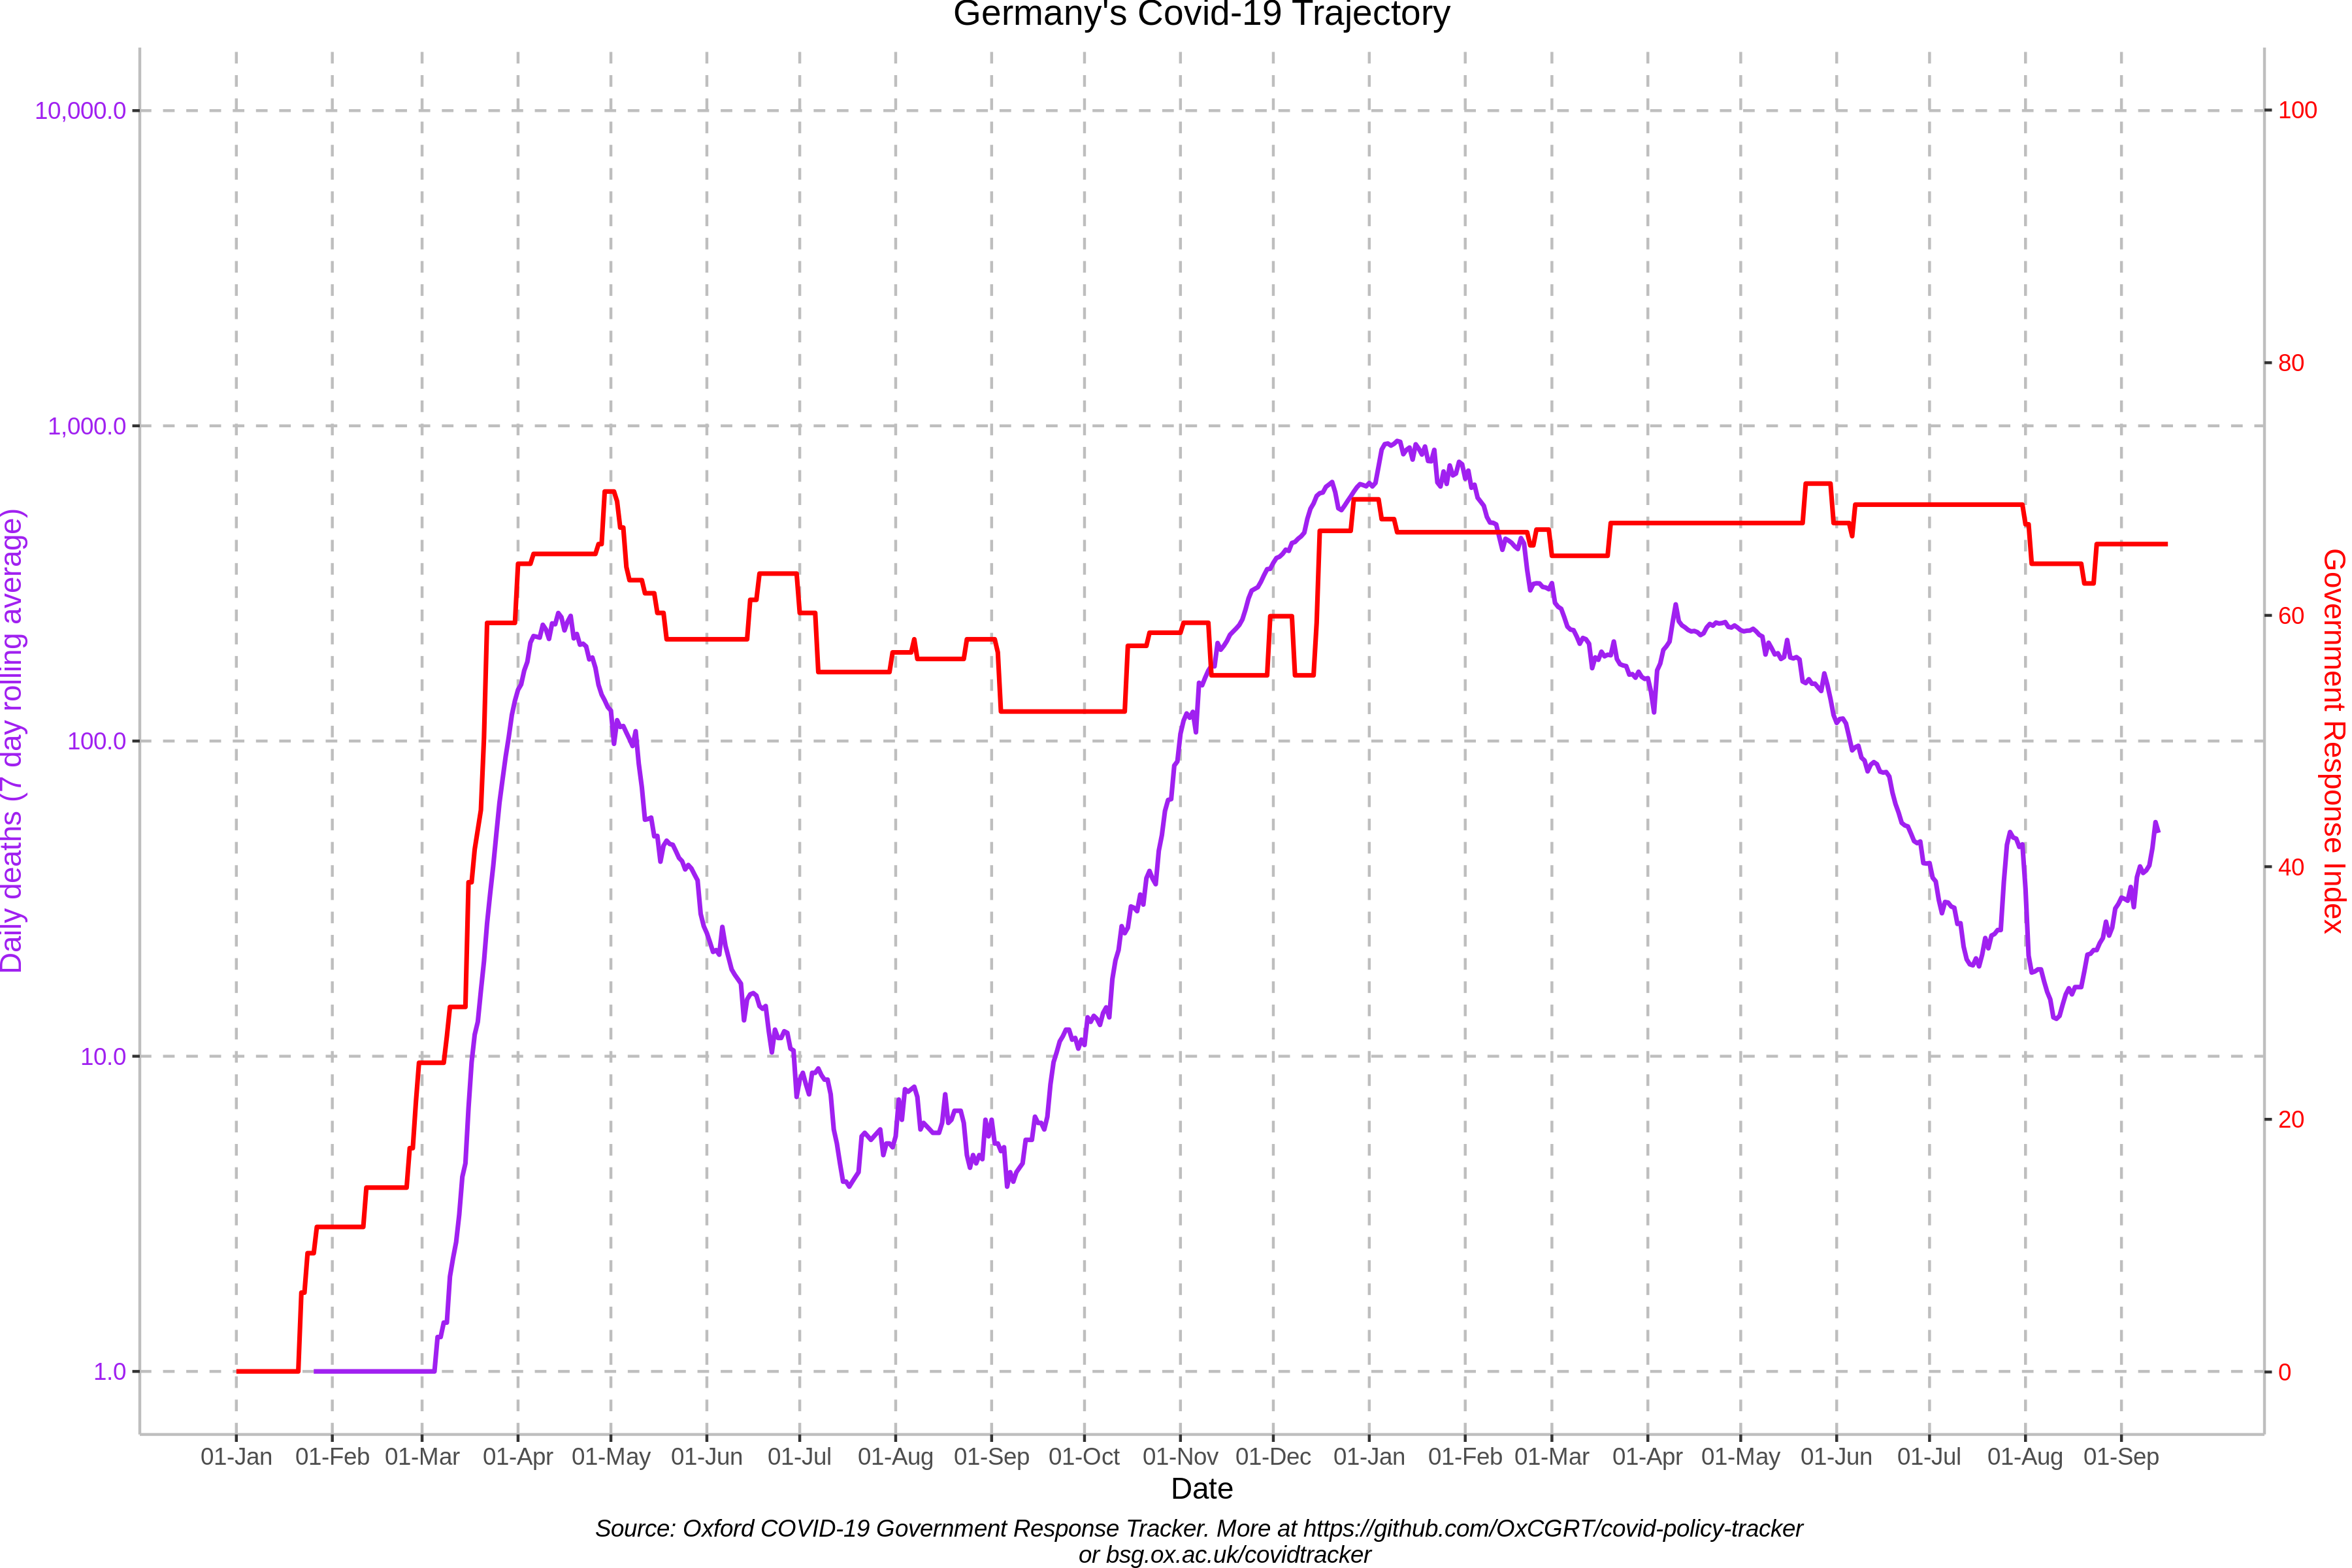 Germany's Covid-19 Trajectory
10,000.0
1,000.0
100.0
10.0
1.0
Daily deaths (7 day rolling average)
100
80
60
40
20
0
Government Response Index
01-Jan 01-Feb 01-Mar 01-Apr 01-May 01-Jun 01-Jul 01-Aug 01-Sep 01-Oct 01-Nov 01-Dec 01-Jan 01-Feb 01-Mar 01-Apr 01-May 01-Jun 01-Jul 01-Aug 01-Sep
Date
Source: Oxford COVID-19 Government Response Tracker. More at https://github.com/OxCGRT/covid-policy-tracker
or bsg.ox.ac.uk/covidtracker